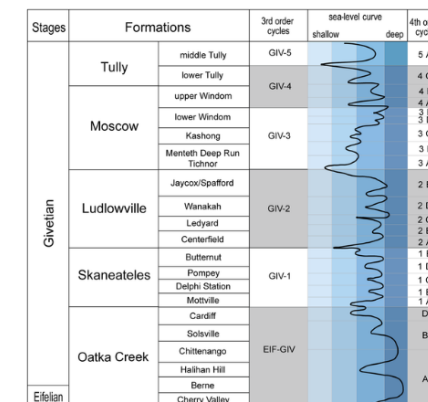 Stages
Formations
3rd order
cycles
sea-level curve
shallow deep
4th o
cyc
Givetian
Eifelian
Tully
Moscow
Ludlowville
Skaneateles
Oatka Creek
middle Tully
lower Tully
upper Windom
lower Windom
Kashong
Menteth Deep Run
Tichnor
Jaycox/Spafford
Wanakah
Ledyard
Centerfield
Butternut
Pompey
Delphi Station
Mottville
Cardiff
Solsville
Chittenango
Halihan Hill
Berne
Cherry Valley
GIV-5
GIV-4
GIV-3
GIV-2
GIV-1
EIF-GIV
5 A
4
4
4 A
3
3
3
3
3 A
2
2
2
2
2 A
1
1
1
1
1
D
B
A